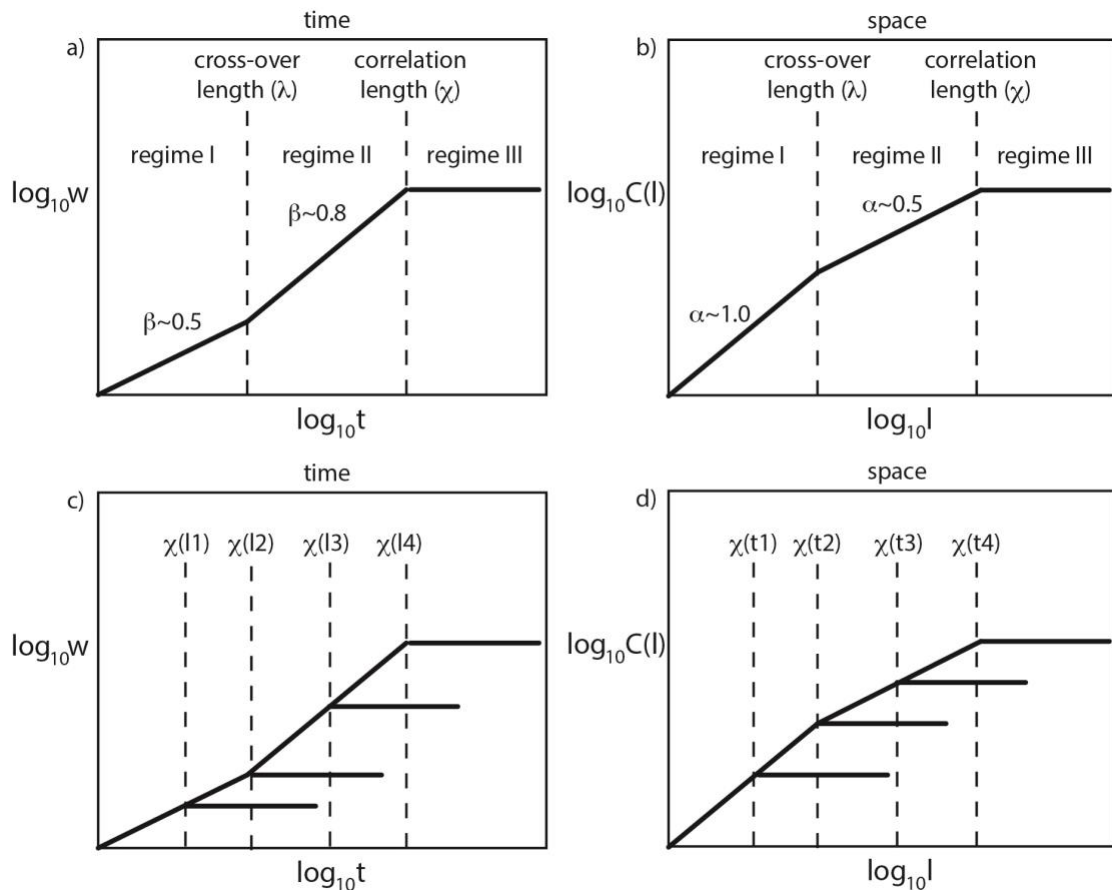 time
a)
cross-over
length (λ)
correlation
length (χ)
regime I
regime II
regime III
log₁₀w
β~0.8
β~0.5
log₁₀t
space
b)
cross-over
length (λ)
correlation
length (χ)
regime I
regime II
regime III
log₁₀C(l)
α~0.5
α~1.0
log₁₀l
time
c)
χ(l1) χ(l2) χ(l3) χ(l4)
log₁₀w
log₁₀t
space
d)
χ(t1) χ(t2) χ(t3) χ(t4)
log₁₀C(l)
log₁₀l